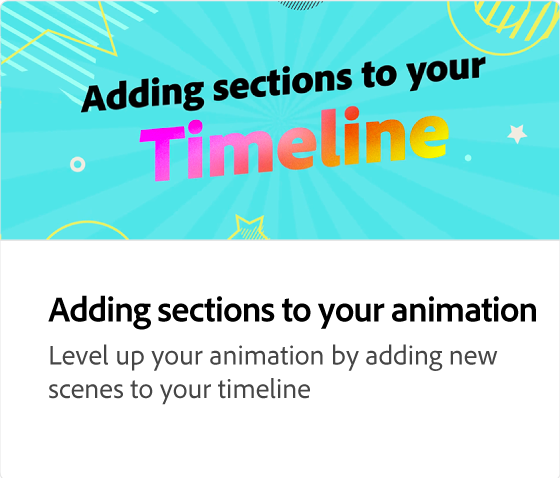 Adding sections to your
Timeline
Adding sections to your animation
Level up your animation by adding new
scenes to your timeline